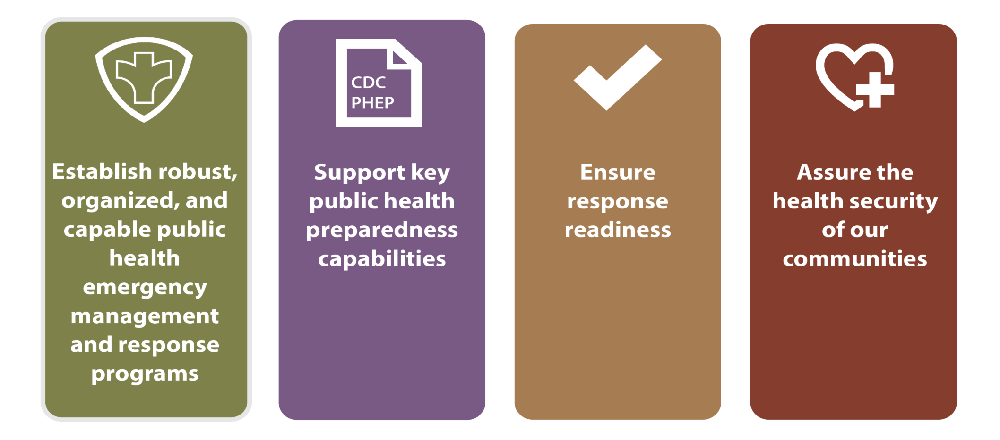 Establish robust,
organized, and
capable public
health
emergency
management
and response
programs
CDC
PHEP
Support key
public health
preparedness
capabilities
Ensure
response
readiness
Assure the
health security
of our
communities